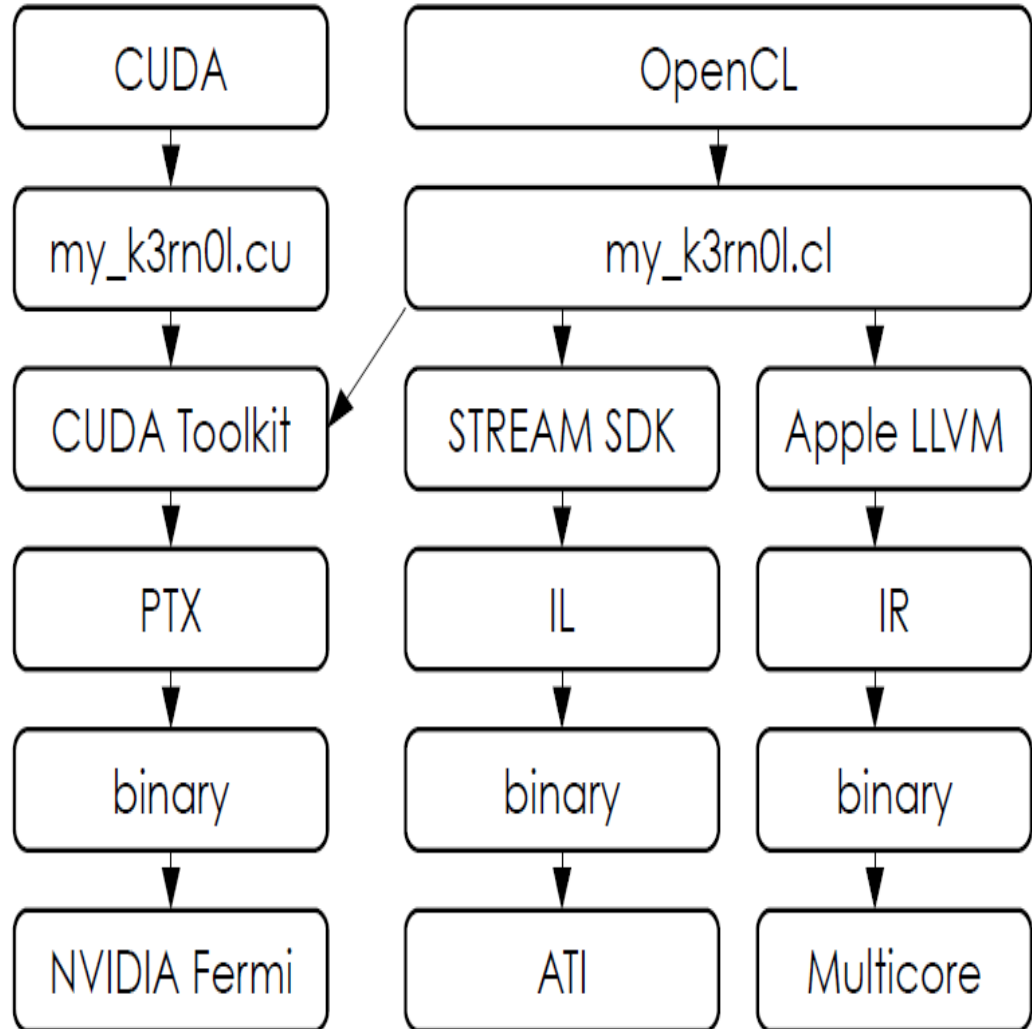 CUDA
OpenCL
my_k3rn0l.cu
my_k3rn0l.cl
CUDA Toolkit
STREAM SDK
Apple LLVM
PTX
IL
IR
binary
binary
binary
NVIDIA Fermi
ATI
Multicore